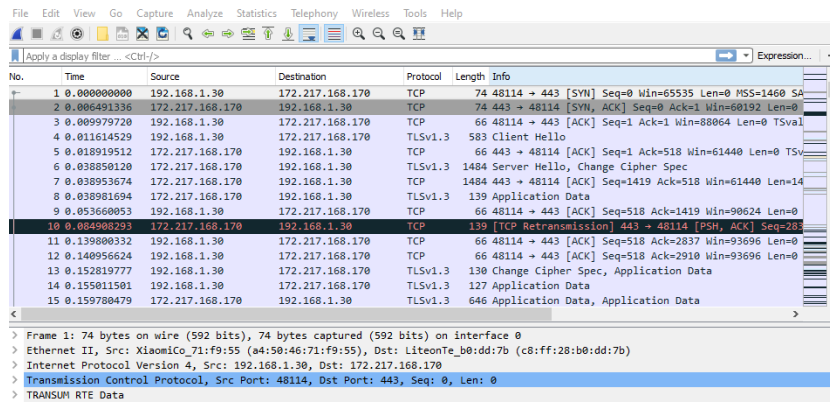 File Edit View Go Capture Analyze Statistics Telephony Wireless Tools Help
Apply a display filter ... <Ctrl-/> Expression...
No. Time Source Destination Protocol Length Info
1 0.000000000 192.168.1.30 172.217.168.170 TCP 74 48114 → 443 [SYN] Seq=0 Win=65535 Len=0 MSS=1460 SA
2 0.006491336 172.217.168.170 192.168.1.30 TCP 74 443 → 48114 [SYN, ACK] Seq=0 Ack=1 Win=60192 Len=0
3 0.009979720 192.168.1.30 172.217.168.170 TCP 66 48114 → 443 [ACK] Seq=1 Ack=1 Win=88064 Len=0 TSval
4 0.011614529 192.168.1.30 172.217.168.170 TLSv1.3 583 Client Hello
5 0.018919512 172.217.168.170 192.168.1.30 TCP 66 443 → 48114 [ACK] Seq=1 Ack=518 Win=61440 Len=0 TSv
6 0.038850120 172.217.168.170 192.168.1.30 TLSv1.3 1484 Server Hello, Change Cipher Spec
7 0.038953674 172.217.168.170 192.168.1.30 TCP 1484 443 → 48114 [ACK] Seq=1419 Ack=518 Win=61440 Len=14
8 0.038981694 172.217.168.170 192.168.1.30 TLSv1.3 139 Application Data
9 0.053660053 192.168.1.30 172.217.168.170 TCP 66 48114 → 443 [ACK] Seq=518 Ack=1419 Win=90624 Len=0
10 0.084908293 172.217.168.170 192.168.1.30 TCP 139 [TCP Retransmission] 443 → 48114 [PSH, ACK] Seq=283
11 0.139800332 192.168.1.30 172.217.168.170 TCP 66 48114 → 443 [ACK] Seq=518 Ack=2837 Win=93696 Len=0
12 0.140956624 192.168.1.30 172.217.168.170 TCP 66 48114 → 443 [ACK] Seq=518 Ack=2910 Win=93696 Len=0
13 0.152819777 192.168.1.30 172.217.168.170 TLSv1.3 130 Change Cipher Spec, Application Data
14 0.155011501 192.168.1.30 172.217.168.170 TLSv1.3 127 Application Data
15 0.159780479 172.217.168.170 192.168.1.30 TLSv1.3 646 Application Data, Application Data
Frame 1: 74 bytes on wire (592 bits), 74 bytes captured (592 bits) on interface 0
Ethernet II, Src: XiaomiCo_71:f9:55 (a4:50:46:71:f9:55), Dst: LiteonTe_b0:dd:7b (c8:ff:28:b0:dd:7b)
Internet Protocol Version 4, Src: 192.168.1.30, Dst: 172.217.168.170
Transmission Control Protocol, Src Port: 48114, Dst Port: 443, Seq: 0, Len: 0
TRANSUM RTE Data